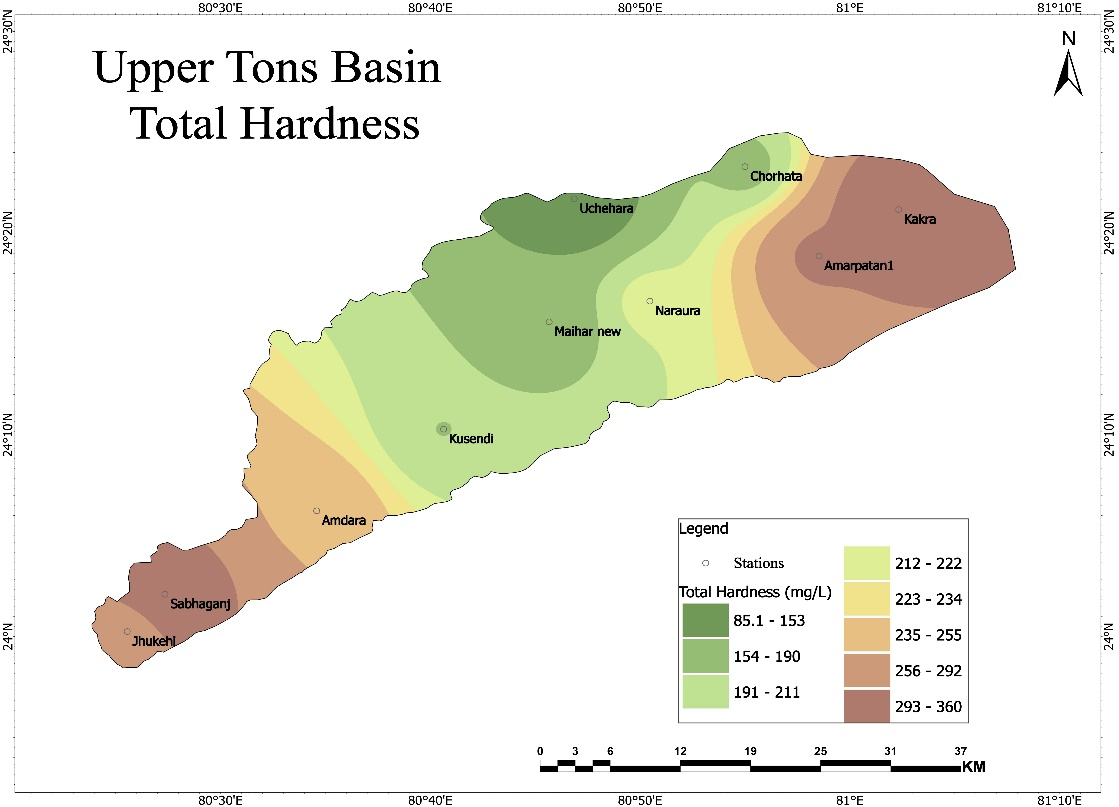 80°30'E 80°40'E 80°50'E 81°E 81°10'E
24°30'N 24°30'N
N
Upper Tons Basin
Total Hardness
Chorhata
Uchehara
Kakra
24°20'N 24°20'N
Amarpatan1
Naraura
Maihar new
24°10'N 24°10'N
Kusendi
Amdara
Sabhaganj
24°N 24°N
Jhukehi
Legend
Stations
Total Hardness (mg/L)
85.1 - 153
154 - 190
191 - 211
212 - 222
223 - 234
235 - 255
256 - 292
293 - 360
0 3 6 12 19 25 31 37
KM
80°30'E 80°40'E 80°50'E 81°E 81°10'E